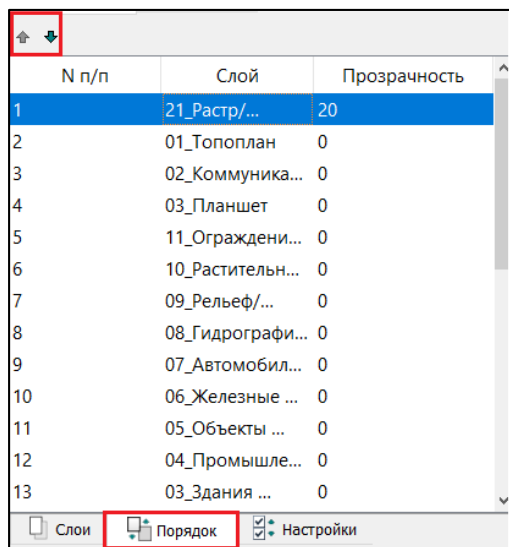 N п/п Слой Прозрачность
1 21_Растр/... 20
2 01_Топоплан 0
3 02_Коммуника... 0
4 03_Планшет 0
5 11_Ограждени... 0
6 10_Растительн... 0
7 09_Рельеф/... 0
8 08_Гидрографи... 0
9 07_Автомобил... 0
10 06_Железные ... 0
11 05_Объекты ... 0
12 04_Промышле... 0
13 03_Здания ... 0
Слои Порядок Настройки